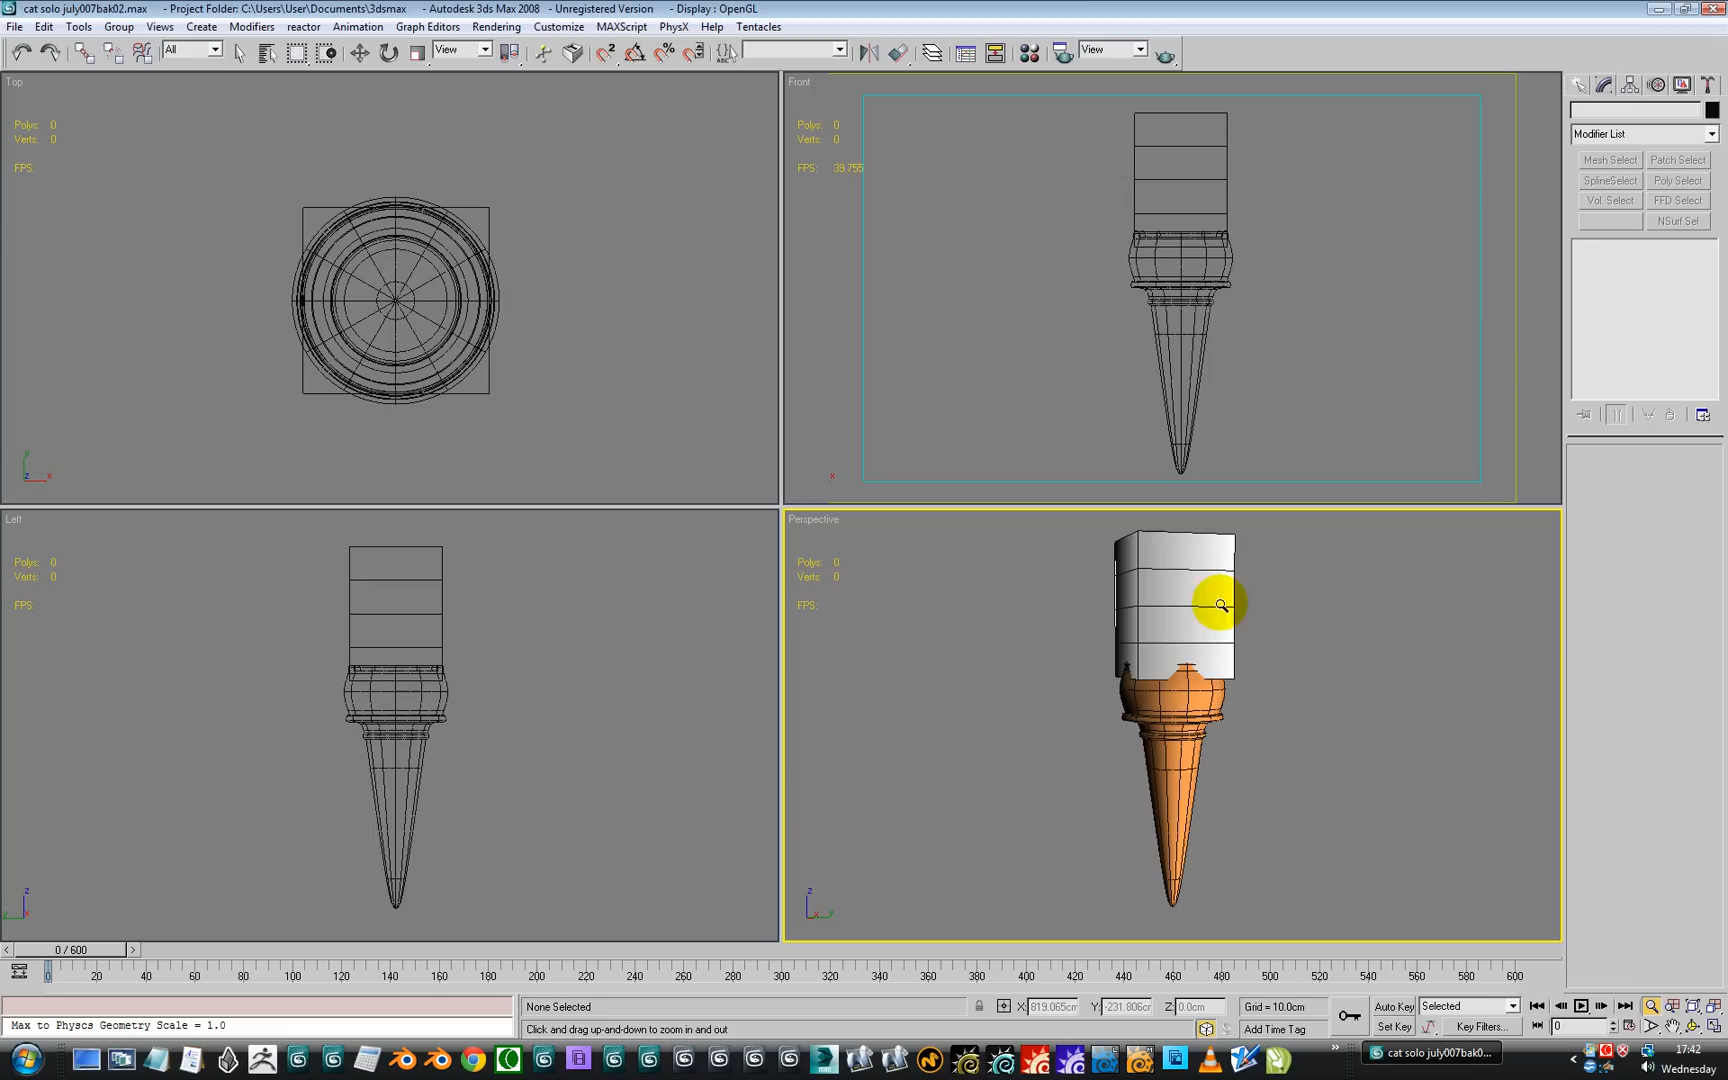 cat solo july007bak02.max - Project Folder: C:\Users\User\Documents\3dsmax - Autodesk 3ds Max 2008 - Unregistered Version - Display : OpenGL
File Edit Tools Group Views Create Modifiers reactor Animation Graph Editors Rendering Customize MAXScript PhysX Help Tentacles
All View View
Top
Polys: 0
Verts: 0
FPS:
Front
Polys: 0
Verts: 0
FPS: 39.755
Modifier List
Mesh Select Patch Select
SplineSelect Poly Select
Vol. Select FFD Select
NSurf Sel
y
z x
x
Left
Polys: 0
Verts: 0
FPS:
Perspective
Polys: 0
Verts: 0
FPS:
z
y x
z
x y
< 0 / 600 >
0 20 40 60 80 100 120 140 160 180 200 220 240 260 280 300 320 340 360 380 400 420 440 460 480 500 520 540 560 580 600
None Selected X: 819.065cm Y: -231.806cm Z: 0.0cm Grid = 10.0cm Auto Key Selected
Max to Physcs Geometry Scale = 1.0 Click and drag up-and-down to zoom in and out Add Time Tag Set Key Key Filters... 0
cat solo july007bak0... 17:42
Wednesday